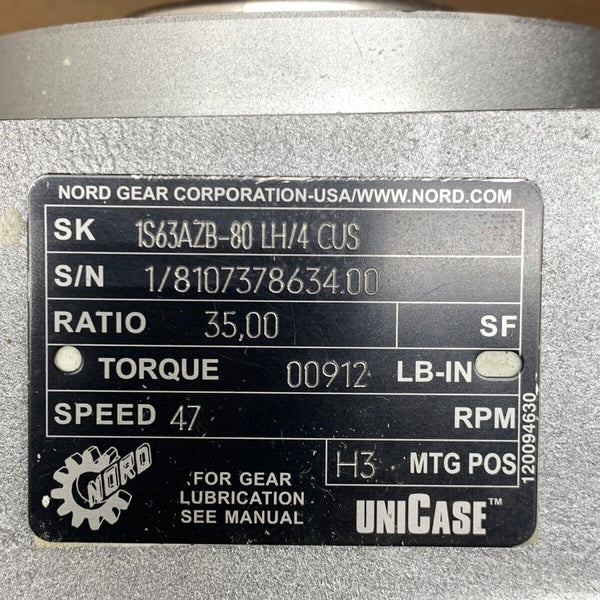 NORD GEAR CORPORATION-USA/WWW.NORD.COM
SK 1S63AZB-80 LH/4 CUS
S/N 1/8107378634.00
RATIO 35,00 SF
TORQUE 00912 LB-IN
SPEED 47 RPM
H3 MTG POS
NORD
FOR GEAR
LUBRICATION
SEE MANUAL
UNICASE™
120094630